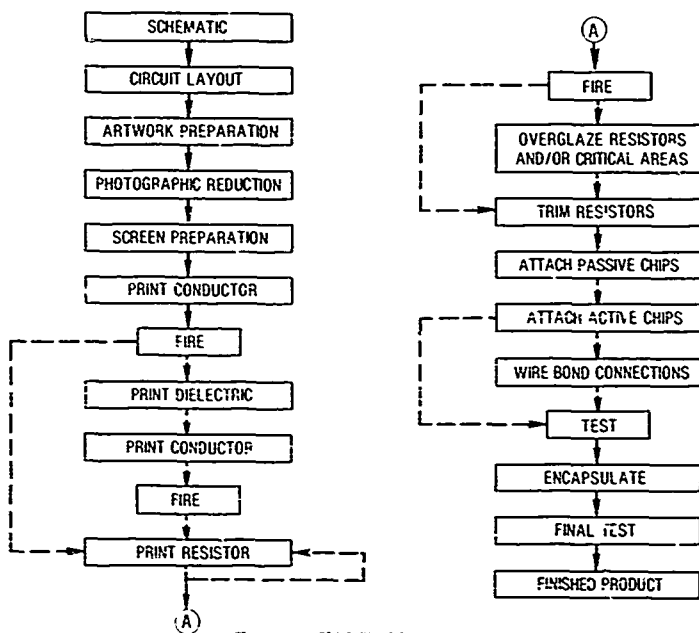 SCHEMATIC
CIRCUIT LAYOUT
ARTWORK PREPARATION
PHOTOGRAPHIC REDUCTION
SCREEN PREPARATION
PRINT CONDUCTOR
FIRE
PRINT DIELECTRIC
PRINT CONDUCTOR
FIRE
PRINT RESISTOR
A
A
FIRE
OVERGLAZE RESISTORS
AND/OR CRITICAL AREAS
TRIM RESISTORS
ATTACH PASSIVE CHIPS
ATTACH ACTIVE CHIPS
WIRE BOND CONNECTIONS
TEST
ENCAPSULATE
FINAL TEST
FINISHED PRODUCT